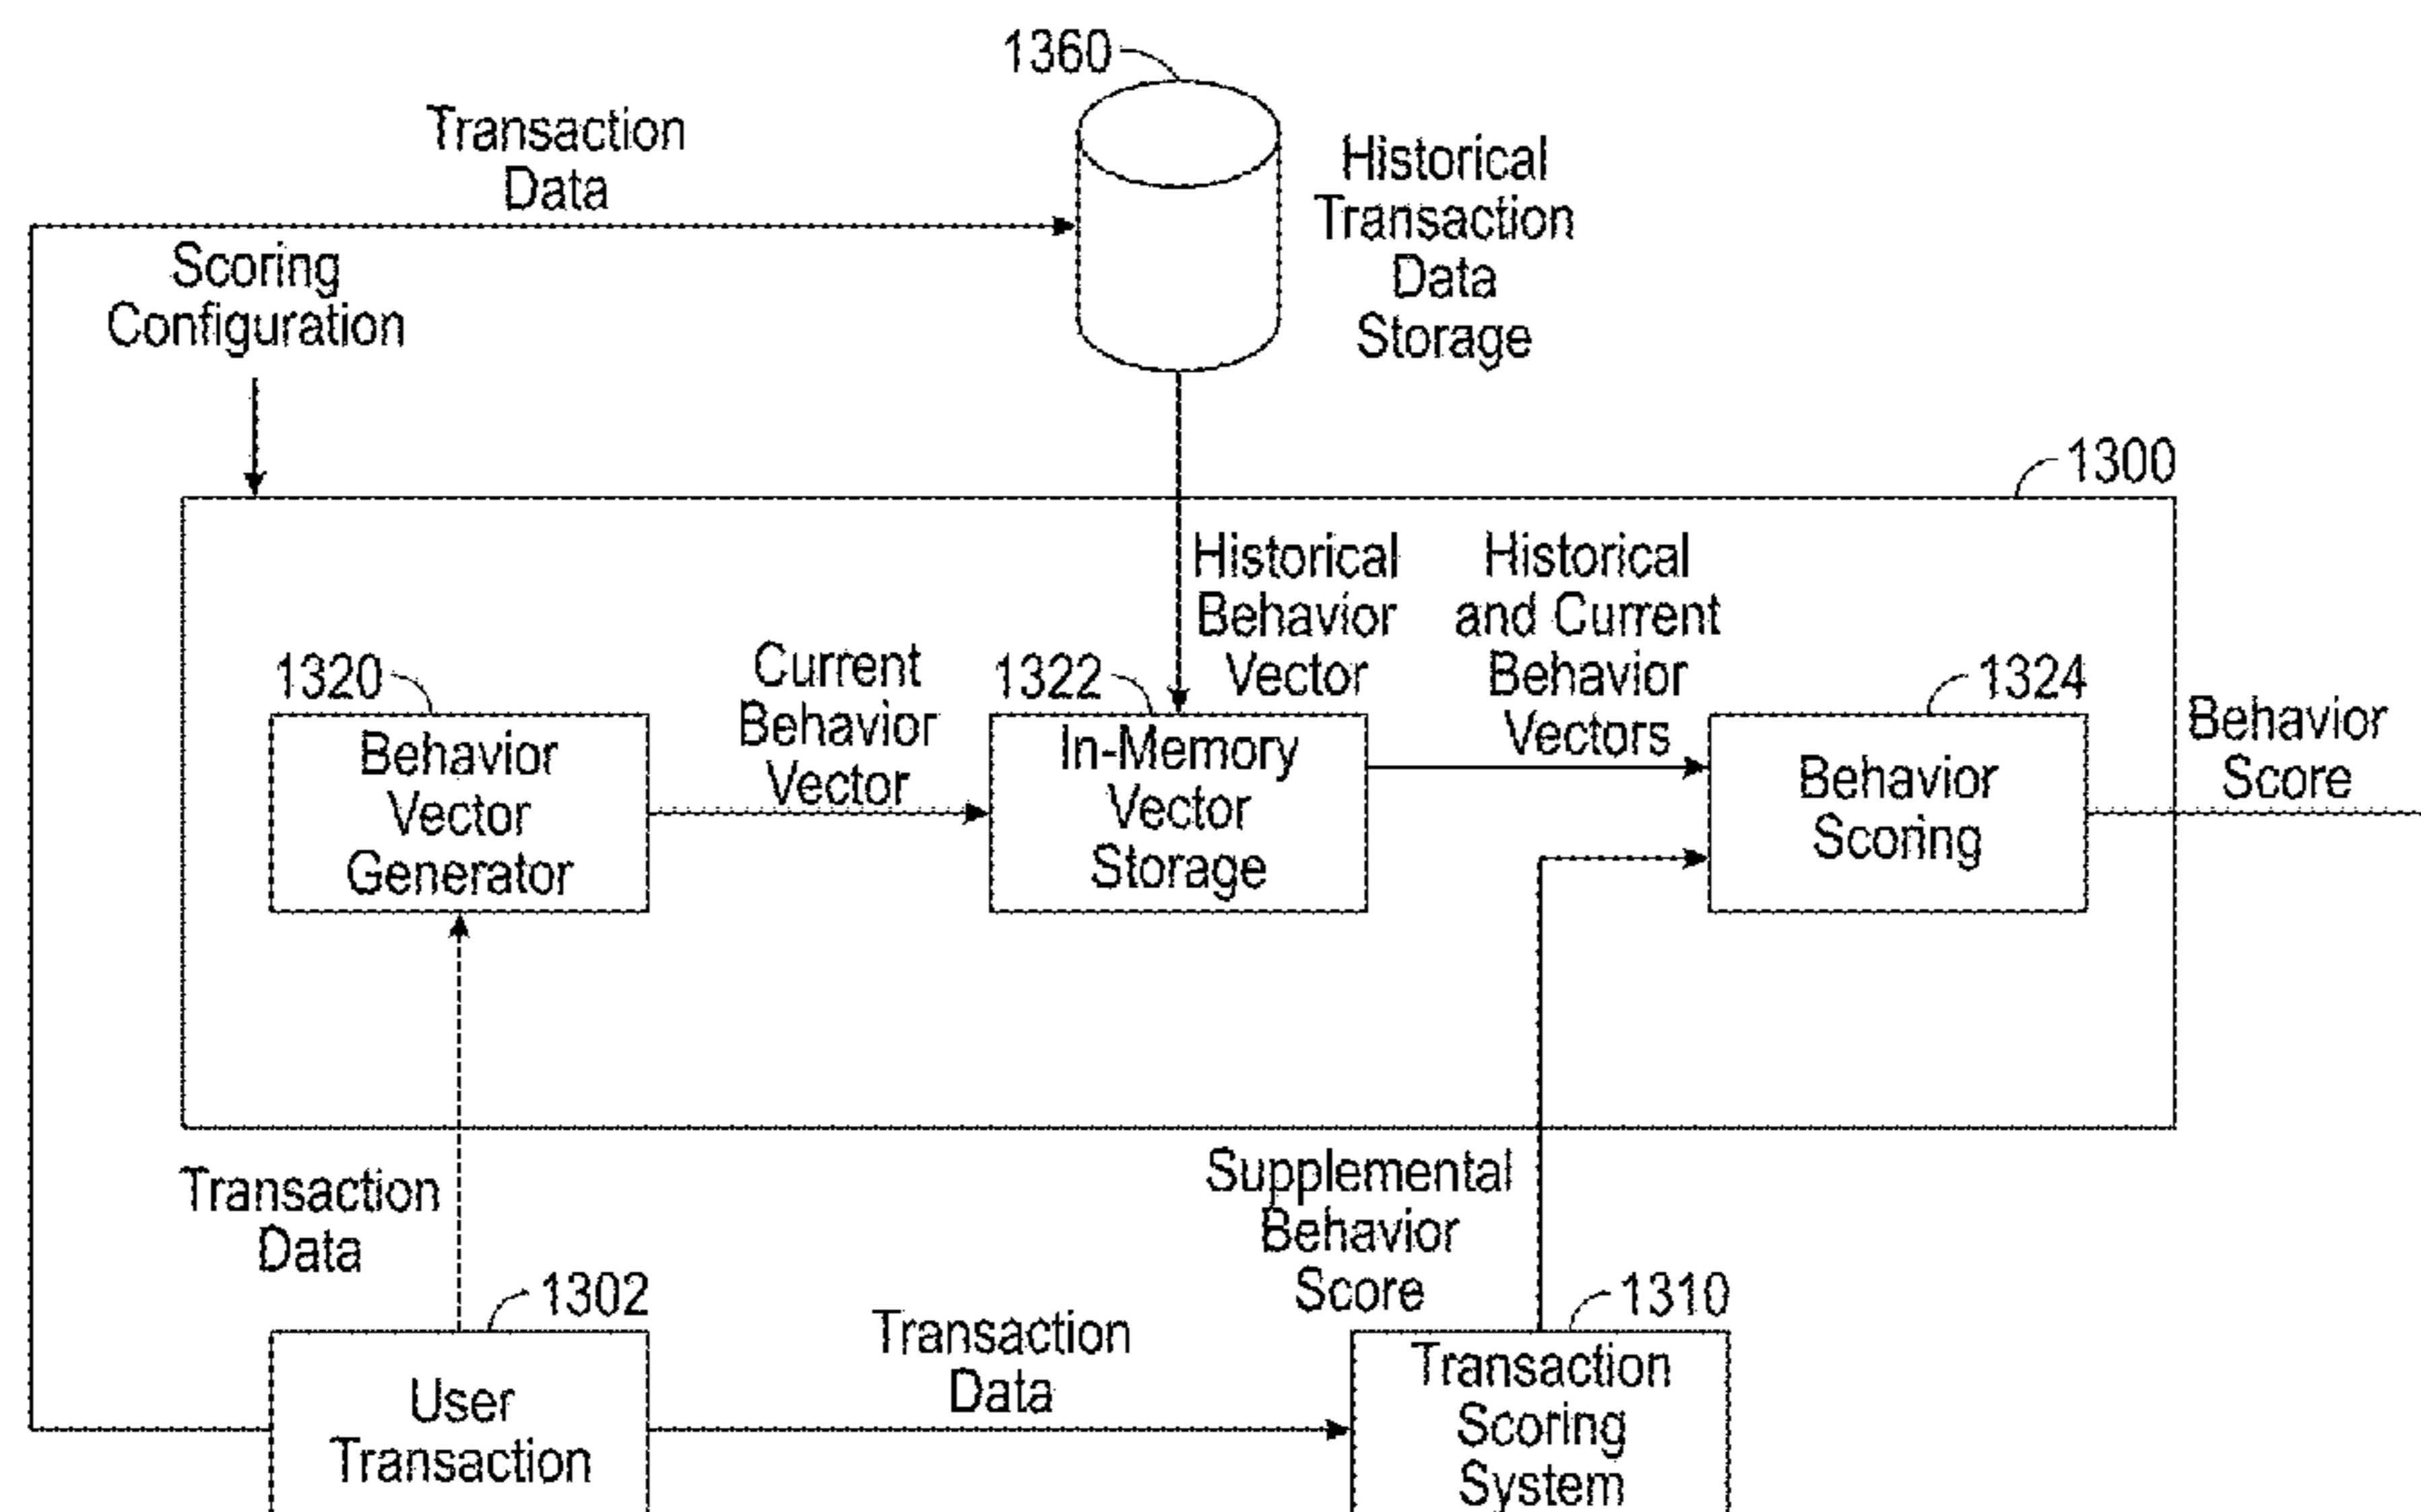 1360
Transaction
Data
Historical
Transaction
Data
Storage
Scoring
Configuration
1300
Historical
Behavior
Vector
Historical
and Current
Behavior
Vectors
1320
Current
Behavior
Vector
1322
1324
Behavior
Score
Behavior
Vector
Generator
In-Memory
Vector
Storage
Behavior
Scoring
Transaction
Data
Supplemental
Behavior
Score
1302
1310
User
Transaction
Transaction
Data
Transaction
Scoring
System